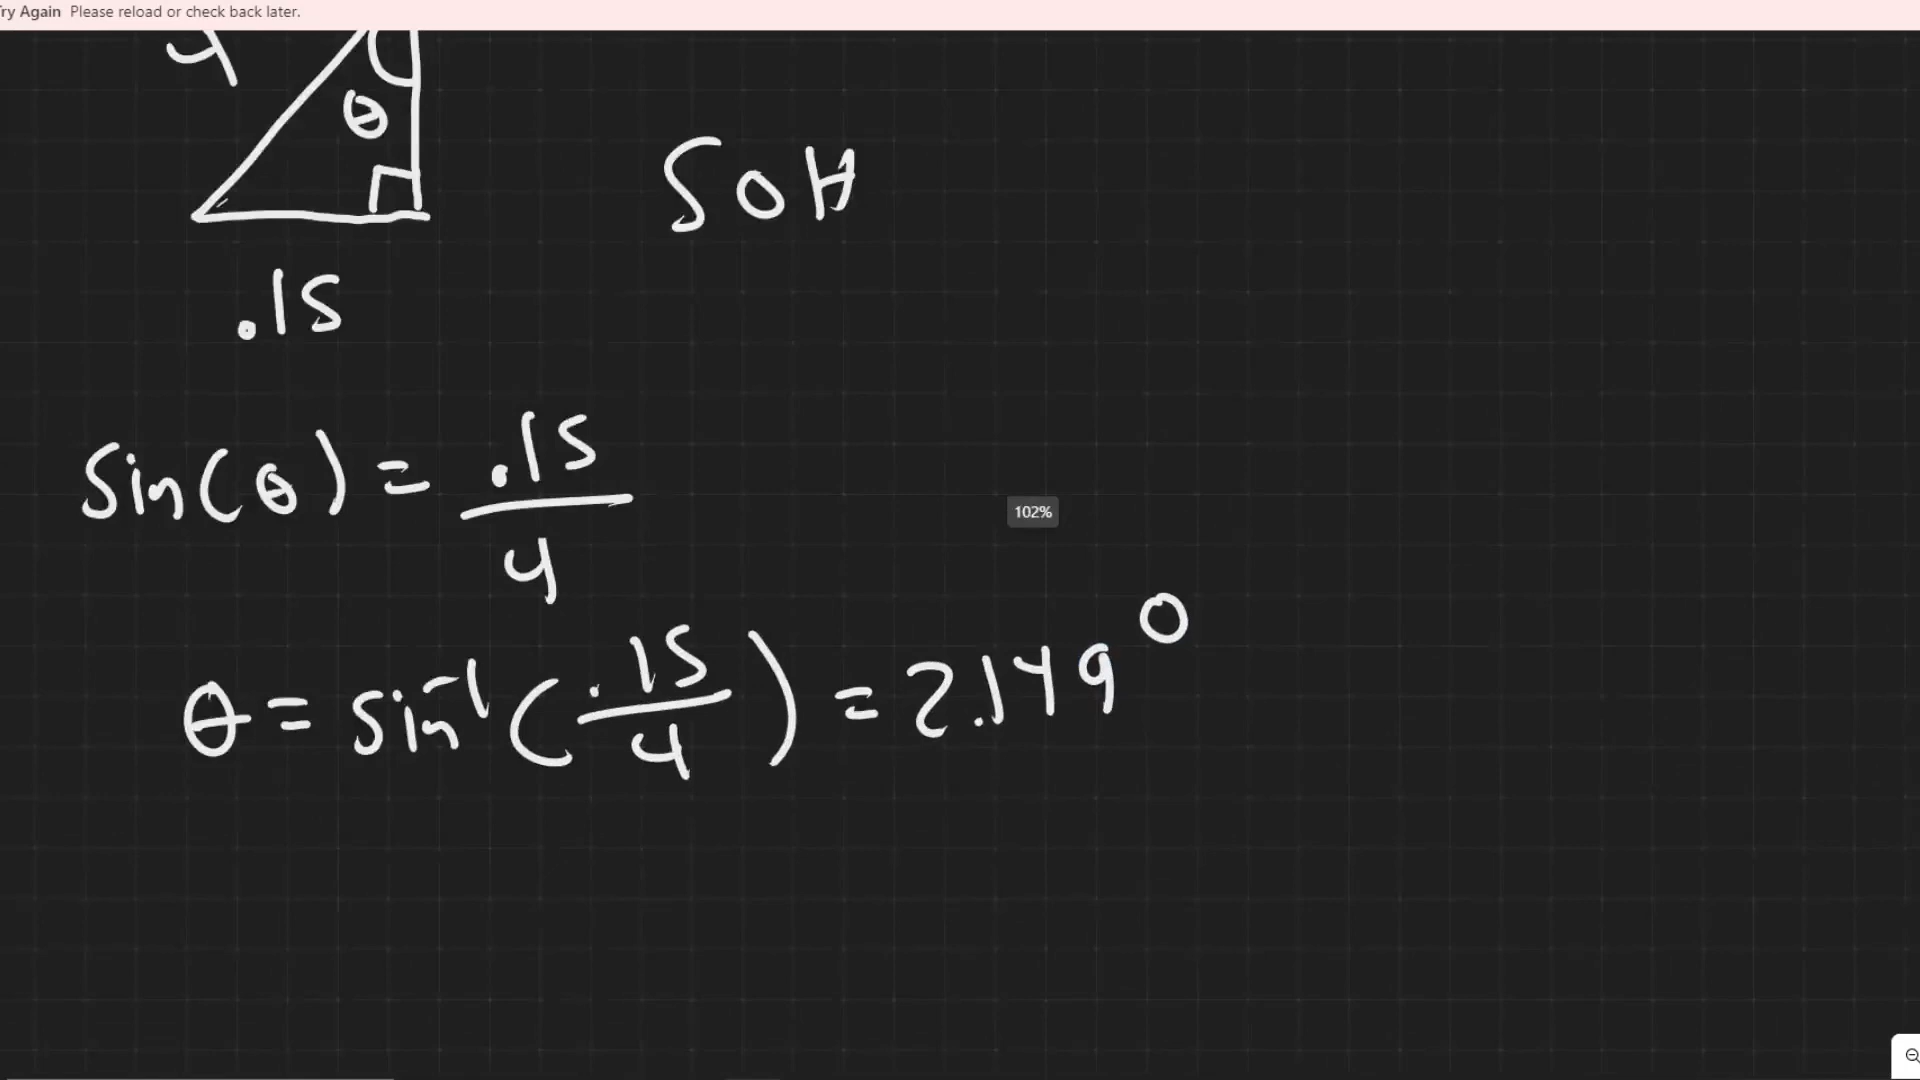 Try Again Please reload or check back later.
4
θ
SOH
.15
sin(θ) = .15/4
102%
θ = sin⁻¹(.15/4) = 2.149°